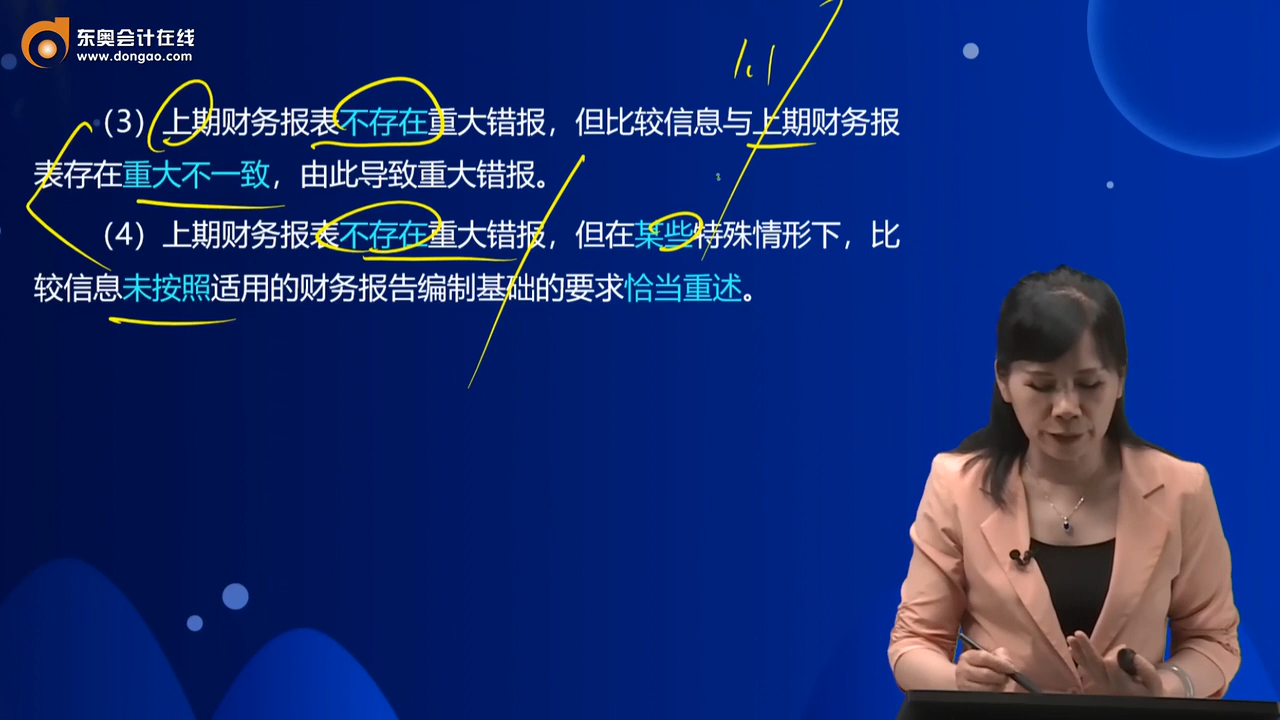 东奥会计在线
www.dongao.com
1.1
（3）上期财务报表不存在重大错报，但比较信息与上期财务报
表存在重大不一致，由此导致重大错报。
（4）上期财务报表不存在重大错报，但在某些特殊情形下，比
较信息未按照适用的财务报告编制基础的要求恰当重述。